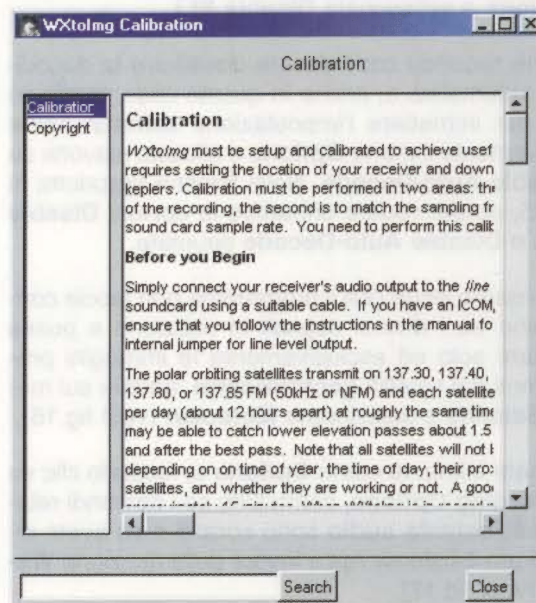 WXtoImg Calibration
Calibration
Calibration
Copyright
Calibration
WXtoImg must be setup and calibrated to achieve usef
requires setting the location of your receiver and down
keplers. Calibration must be performed in two areas: the
of the recording, the second is to match the sampling fr
sound card sample rate. You need to perform this calib
Before you Begin
Simply connect your receiver's audio output to the line
soundcard using a suitable cable. If you have an ICOM,
ensure that you follow instructions in the manual fo
internal jumper for line level output.
The polar orbiting satellites transmit on 137.30, 137.40,
137.80, or 137.85 FM (50kHz or NFM) and each satellite
per day (about 12 hours apart) at roughly the same time
may be able to catch lower elevation passes about 1.5
and after the best pass. Note that all satellites will not b
depending on on time of year, the time of day, their prox
satellites, and whether they are working or not. A good
Search
Close